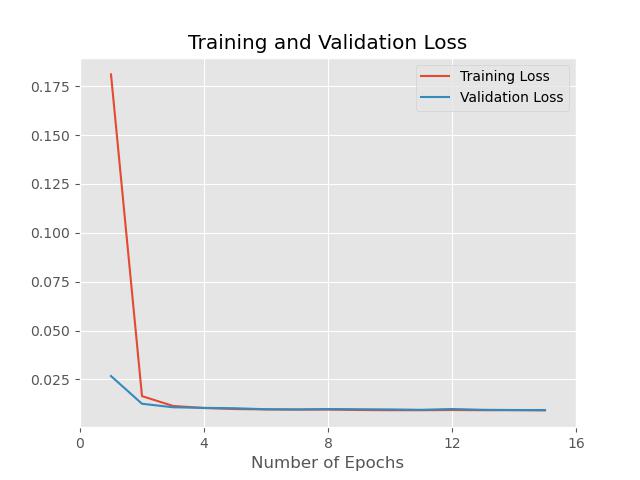 Training and Validation Loss
Training Loss
Validation Loss
0.175
0.150
0.125
0.100
0.075
0.050
0.025
0 4 8 12 16
Number of Epochs